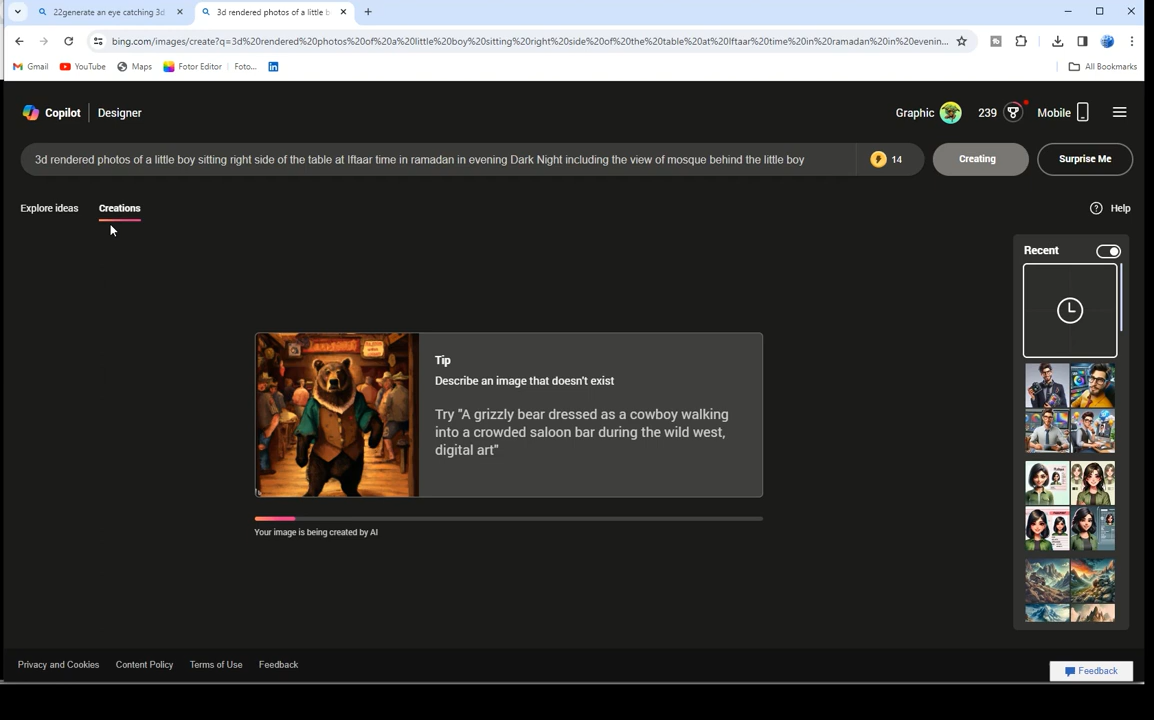 22generate an eye catching 3d
3d rendered photos of a little b
bing.com/images/create?q=3d%20rendered%20photos%20of%20a%20little%20boy%20sitting%20right%20side%20of%20the%20table%20at%20Iftaar%20time%20in%20ramadan%20in%20evenin...
Gmail
YouTube
Maps
Fotor Editor
Foto...
All Bookmarks
Copilot
Designer
Graphic
239
Mobile
3d rendered photos of a little boy sitting right side of the table at Iftaar time in ramadan in evening Dark Night including the view of mosque behind the little boy
14
Creating
Surprise Me
Explore ideas
Creations
Help
Recent
Tip
Describe an image that doesn't exist
Try "A grizzly bear dressed as a cowboy walking
into a crowded saloon bar during the wild west,
digital art"
Your image is being created by AI
Privacy and Cookies
Content Policy
Terms of Use
Feedback
Feedback